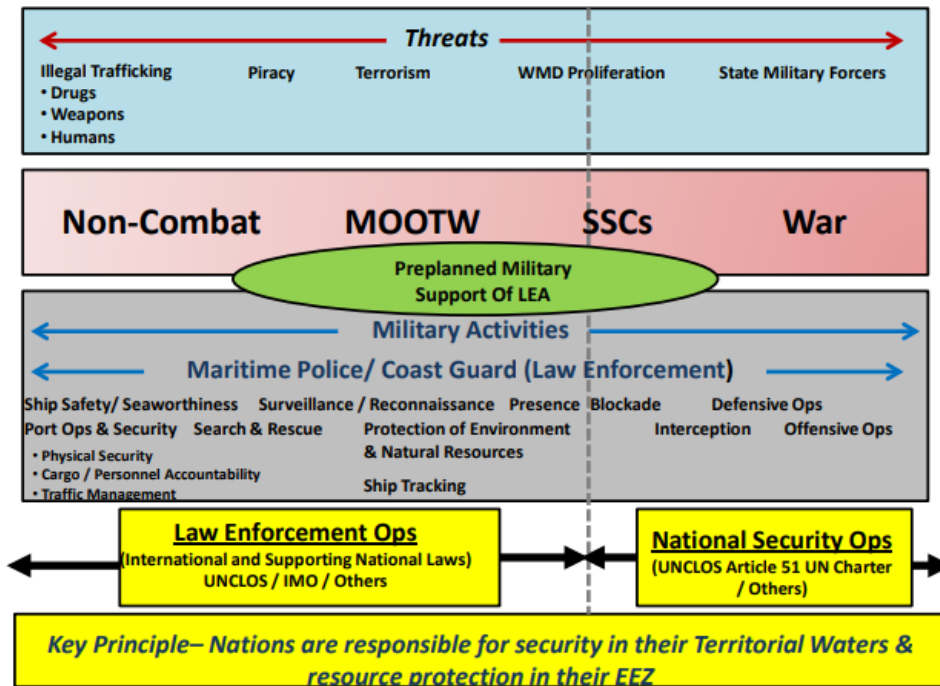 Threats
Illegal Trafficking Piracy Terrorism WMD Proliferation State Military Forcers
• Drugs
• Weapons
• Humans
Non-Combat MOOTW SSCs War
Preplanned Military
Support Of LEA
Military Activities
Maritime Police/ Coast Guard (Law Enforcement)
Ship Safety/ Seaworthiness Surveillance / Reconnaissance Presence Blockade Defensive Ops
Port Ops & Security Search & Rescue Protection of Environment Interception Offensive Ops
& Natural Resources
• Physical Security
• Cargo / Personnel Accountability
• Traffic Management
Ship Tracking
Law Enforcement Ops
(International and Supporting National Laws)
UNCLOS / IMO / Others
National Security Ops
(UNCLOS Article 51 UN Charter
/ Others)
Key Principle– Nations are responsible for security in their Territorial Waters &
resource protection in their EEZ